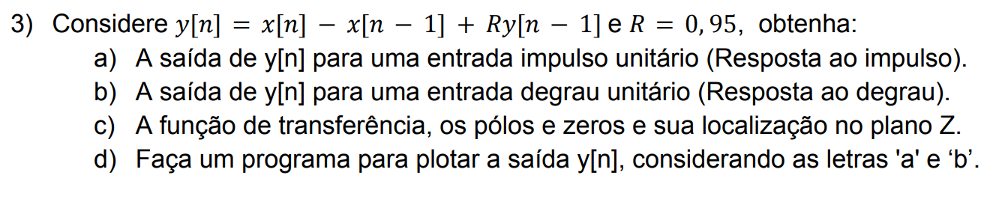 3) Considere y[n] = x[n] − x[n − 1] + Ry[n − 1] e R = 0,95, obtenha:
a) A saída de y[n] para uma entrada impulso unitário (Resposta ao impulso).
b) A saída de y[n] para uma entrada degrau unitário (Resposta ao degrau).
c) A função de transferência, os pólos e zeros e sua localização no plano Z.
d) Faça um programa para plotar a saída y[n], considerando as letras 'a' e ‘b’.